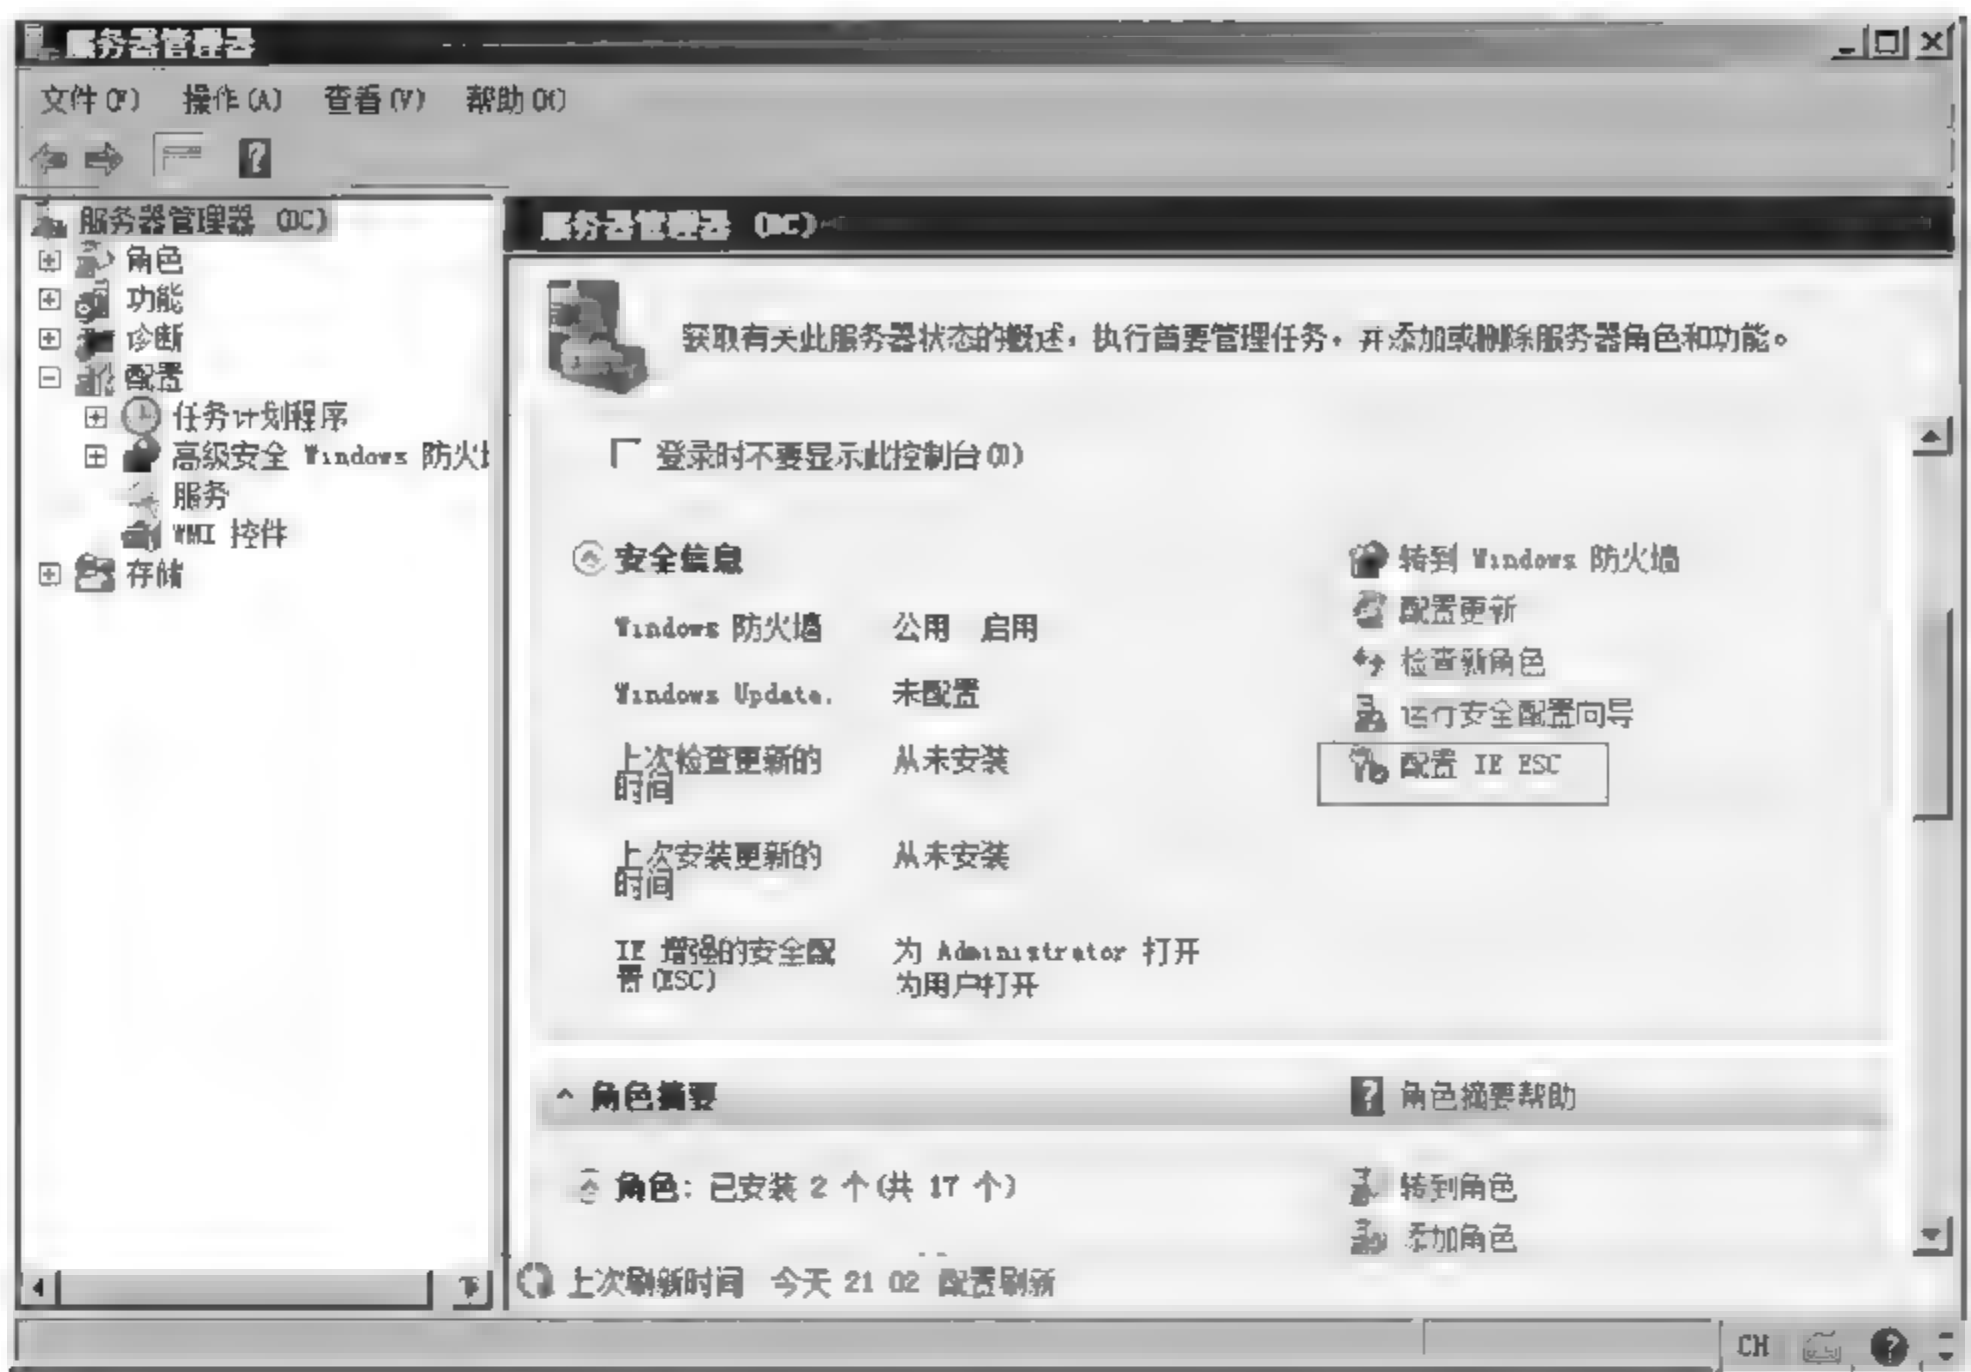 服务器管理器
文件(F) 操作(A) 查看(V) 帮助(H)
服务器管理器 (DC)
角色
功能
诊断
配置
任务计划程序
高级安全 Windows 防火
服务
WMI 控件
存储
服务器管理器 (DC)
获取有关此服务器状态的概述，执行首要管理任务，并添加或删除服务器角色和功能。
登录时不要显示此控制台(D)
安全信息
Windows 防火墙 公用 启用
Windows Update. 未配置
上次检查更新的
时间
从未安装
上次安装更新的
时间
从未安装
IE 增强的安全配
置(ESC)
为 Administrator 打开
为用户打开
转到 Windows 防火墙
配置更新
检查新角色
运行安全配置向导
配置 IE ESC
角色摘要
角色摘要帮助
角色: 已安装 2 个(共 17 个)
转到角色
添加角色
上次刷新时间 今天 21 02 配置刷新
CH